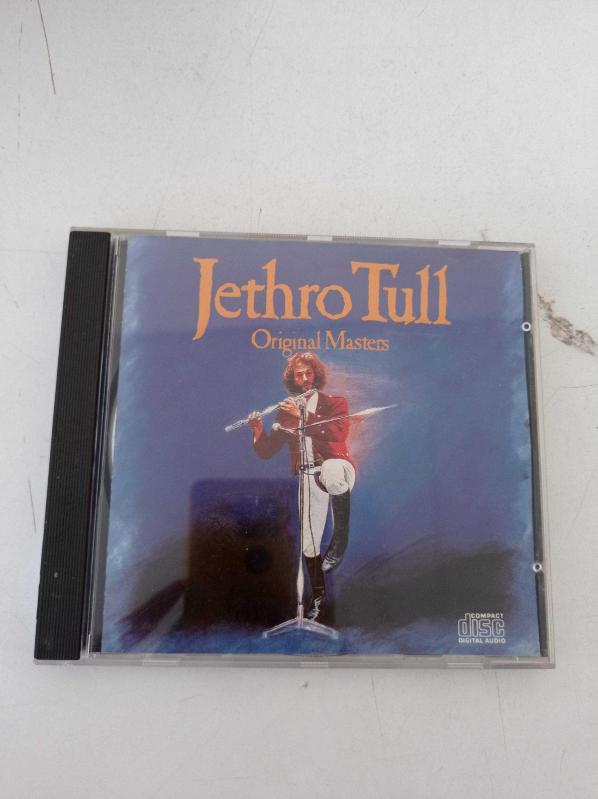 Jethro Tull
Original Masters
COMPACT
disc
DIGITAL AUDIO